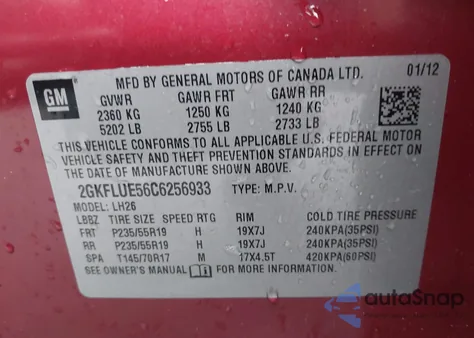 GM
MFD BY GENERAL MOTORS OF CANADA LTD. 01/12
GVWR GAWR FRT GAWR RR
2360 KG 1250 KG 1240 KG
5202 LB 2755 LB 2733 LB
THIS VEHICLE CONFORMS TO ALL APPLICABLE U.S. FEDERAL MOTOR
VEHICLE SAFETY AND THEFT PREVENTION STANDARDS IN EFFECT ON
THE DATE OF MANUFACTURE SHOWN ABOVE.
2GKFLUE56C6256933 TYPE: M.P.V.
MODEL: LH26
L88Z TIRE SIZE SPEED RTG RIM COLD TIRE PRESSURE
FRT P235/55R19 H 19X7J 240KPA(35PSI)
RR P235/55R19 H 19X7J 240KPA(35PSI)
SPA T145/70R17 M 17X4.5T 420KPA(60PSI)
SEE OWNER'S MANUAL FOR MORE INFORMATION.
autoSnap